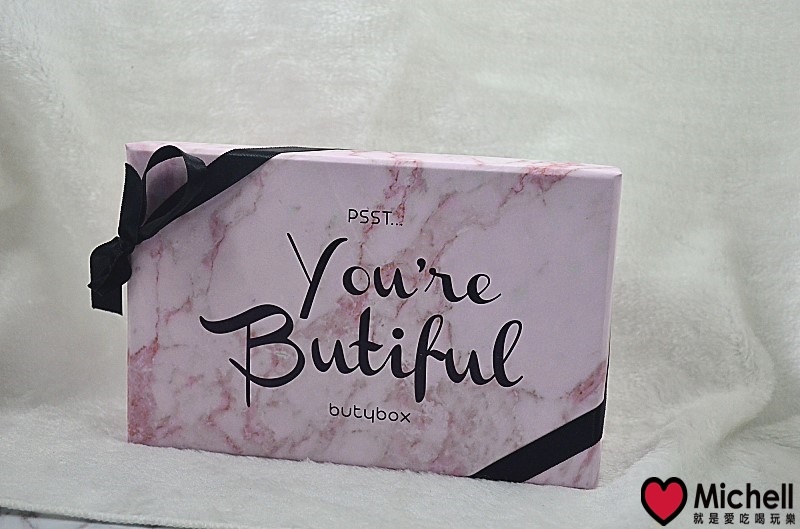 PSST...
You're
Butiful
butybox
Michell
就是愛吃喝玩樂